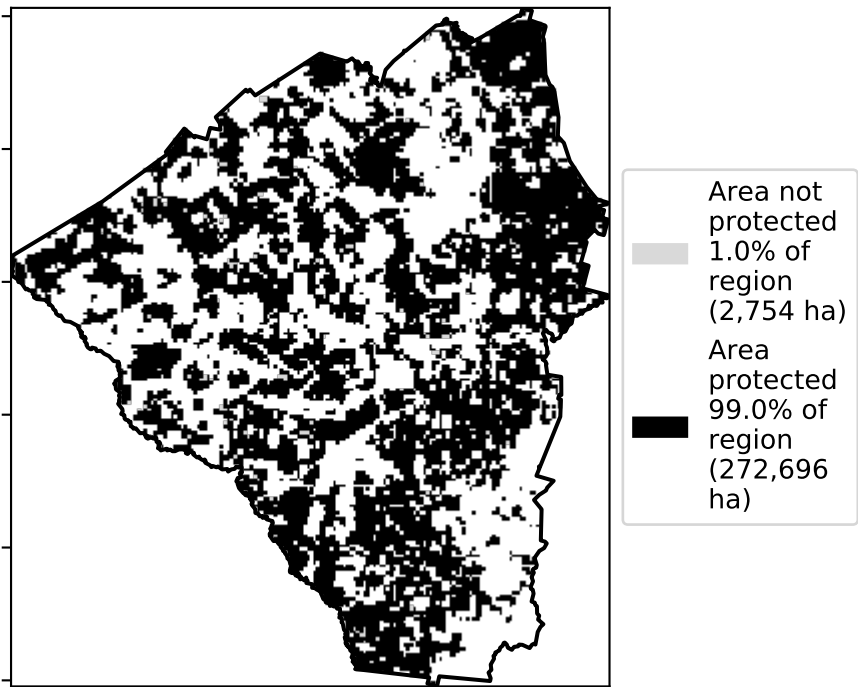 Area not
protected
1.0% of
region
(2,754 ha)
Area
protected
99.0% of
region
(272,696
ha)